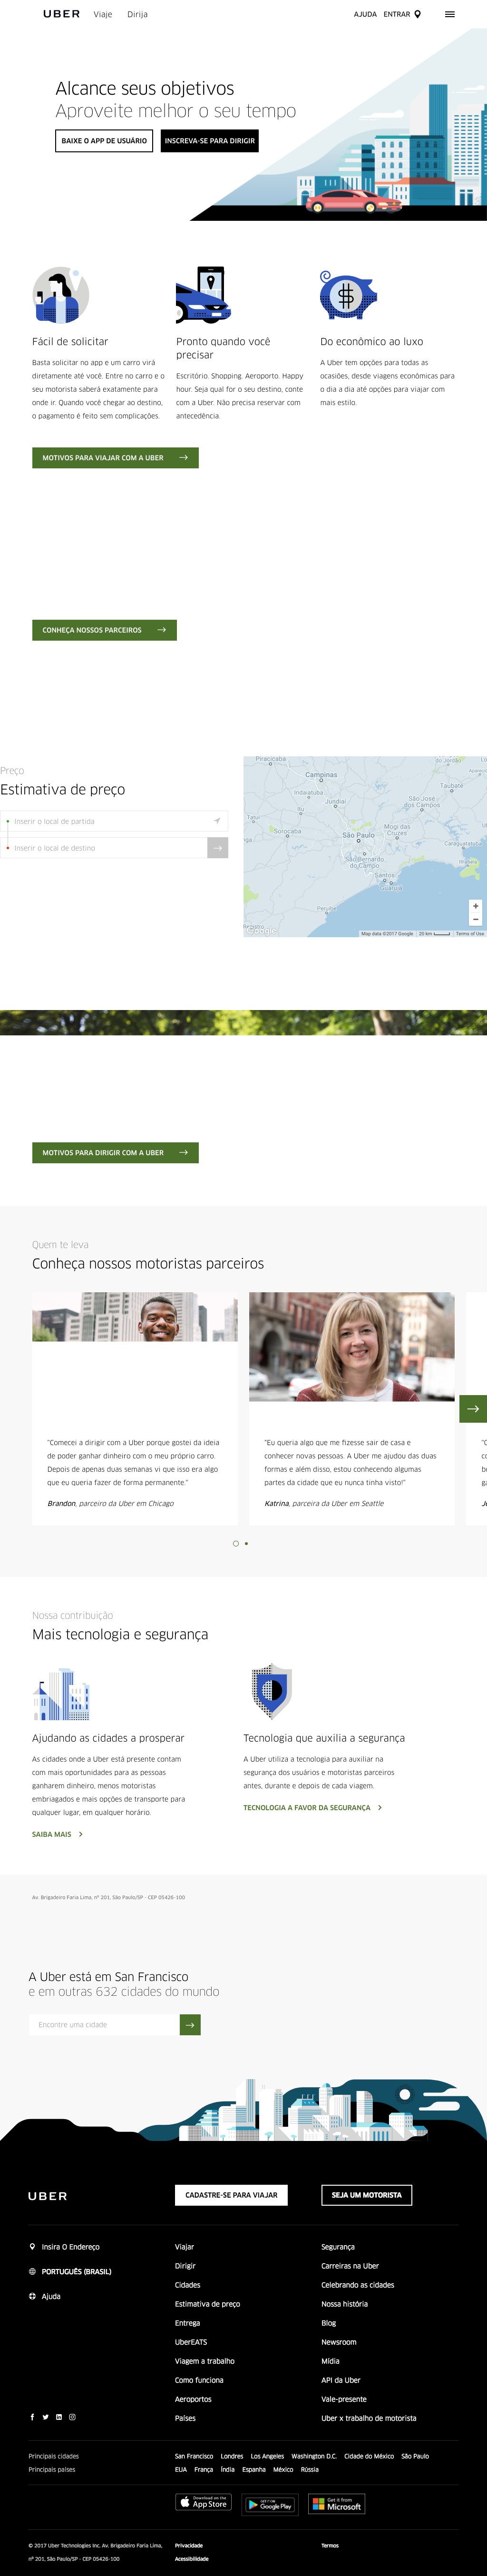 UBER Viaje Dirija AJUDA ENTRAR
Alcance seus objetivos
Aproveite melhor o seu tempo
BAIXE O APP DE USUÁRIO INSCREVA-SE PARA DIRIGIR
Fácil de solicitar
Basta solicitar no app e um carro virá
diretamente até você. Entre no carro e o
seu motorista saberá exatamente para
onde ir. Quando você chegar ao destino,
o pagamento é feito sem complicações.
Pronto quando você
precisar
Escritório. Shopping. Aeroporto. Happy
hour. Seja qual for o seu destino, conte
com a Uber. Não precisa reservar com
antecedência.
Do econômico ao luxo
A Uber tem opções para todas as
ocasiões, desde viagens econômicas para
o dia a dia até opções para viajar com
mais estilo.
MOTIVOS PARA VIAJAR COM A UBER
CONHEÇA NOSSOS PARCEIROS
Preço
Estimativa de preço
Inserir o local de partida
Inserir o local de destino
Piracicaba
do Jordão
Campinas
Taubaté
Indaiatuba
Jundiaí
São José
dos Campos
Itu
Tatuí
Mogi das
Cruzes
Sorocaba
São Paulo
Caraguatatuba
São Bernardo
do Campo
Santos
Peruíbe
Google
Map data ©2017 Google 20 km Terms of Use
MOTIVOS PARA DIRIGIR COM A UBER
Quem te leva
Conheça nossos motoristas parceiros
"Comecei a dirigir com a Uber porque gostei da ideia
de poder ganhar dinheiro com o meu próprio carro.
Depois de apenas duas semanas vi que isso era algo
que eu queria fazer de forma permanente."
Brandon, parceiro da Uber em Chicago
"Eu queria algo que me fizesse sair de casa e
conhecer novas pessoas. A Uber me ajudou das duas
formas e além disso, estou conhecendo algumas
partes da cidade que eu nunca tinha visto!"
Katrina, parceira da Uber em Seattle
Nossa contribuição
Mais tecnologia e segurança
Ajudando as cidades a prosperar
As cidades onde a Uber está presente contam
com mais oportunidades para as pessoas
ganharem dinheiro, menos motoristas
embriagados e mais opções de transporte para
qualquer lugar, em qualquer horário.
SAIBA MAIS
Tecnologia que auxilia a segurança
A Uber utiliza a tecnologia para auxiliar na
segurança dos usuários e motoristas parceiros
antes, durante e depois de cada viagem.
TECNOLOGIA A FAVOR DA SEGURANÇA
Av. Brigadeiro Faria Lima, nº 201, São Paulo/SP - CEP 05426-100
A Uber está em San Francisco
e em outras 632 cidades do mundo
Encontre uma cidade
UBER
CADASTRE-SE PARA VIAJAR
SEJA UM MOTORISTA
Insira O Endereço
PORTUGUÊS (BRASIL)
Ajuda
Viajar
Dirigir
Cidades
Estimativa de preço
Entrega
UberEATS
Viagem a trabalho
Como funciona
Aeroportos
Países
Segurança
Carreiras na Uber
Celebrando as cidades
Nossa história
Blog
Newsroom
Mídia
API da Uber
Vale-presente
Uber x trabalho de motorista
Principais cidades San Francisco Londres Los Angeles Washington D.C. Cidade do México São Paulo
Principais países EUA França Índia Espanha México Rússia
Download on the App Store
GET IT ON Google Play
Get it from Microsoft
© 2017 Uber Technologies Inc. Av. Brigadeiro Faria Lima,
nº 201, São Paulo/SP - CEP 05426-100
Privacidade
Acessibilidade
Termos